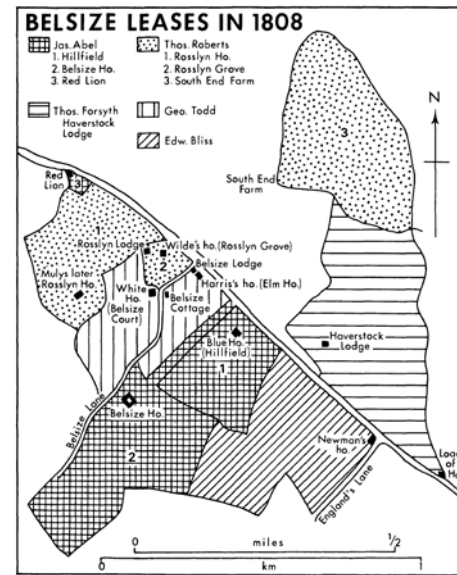 BELSIZE LEASES IN 1808
Jas. Abel
1. Hillfield
2. Belsize Ho.
3. Red Lion
Thos. Roberts
1. Rosslyn Ho.
2. Rosslyn Grove
3. South End Farm
Thos. Forsyth
Haverstock
Lodge
Geo. Todd
Edw. Bliss
N
3
South End
Farm
Red
Lion
3
1
Rosslyn Lodge
Wilde's ho. (Rosslyn Grove)
2
Belsize Lodge
Harris's ho. (Elm Ho.)
Mulys later
Rosslyn Ho.
White
Ho.
(Belsize
Court)
Belsize
Cottage
Blue Ho.
(Hillfield)
1
Haverstock
Lodge
Belsize Lane
Belsize Ho.
2
Newman's
ho.
England's Lane
of
0 miles 1/2
0 km 1